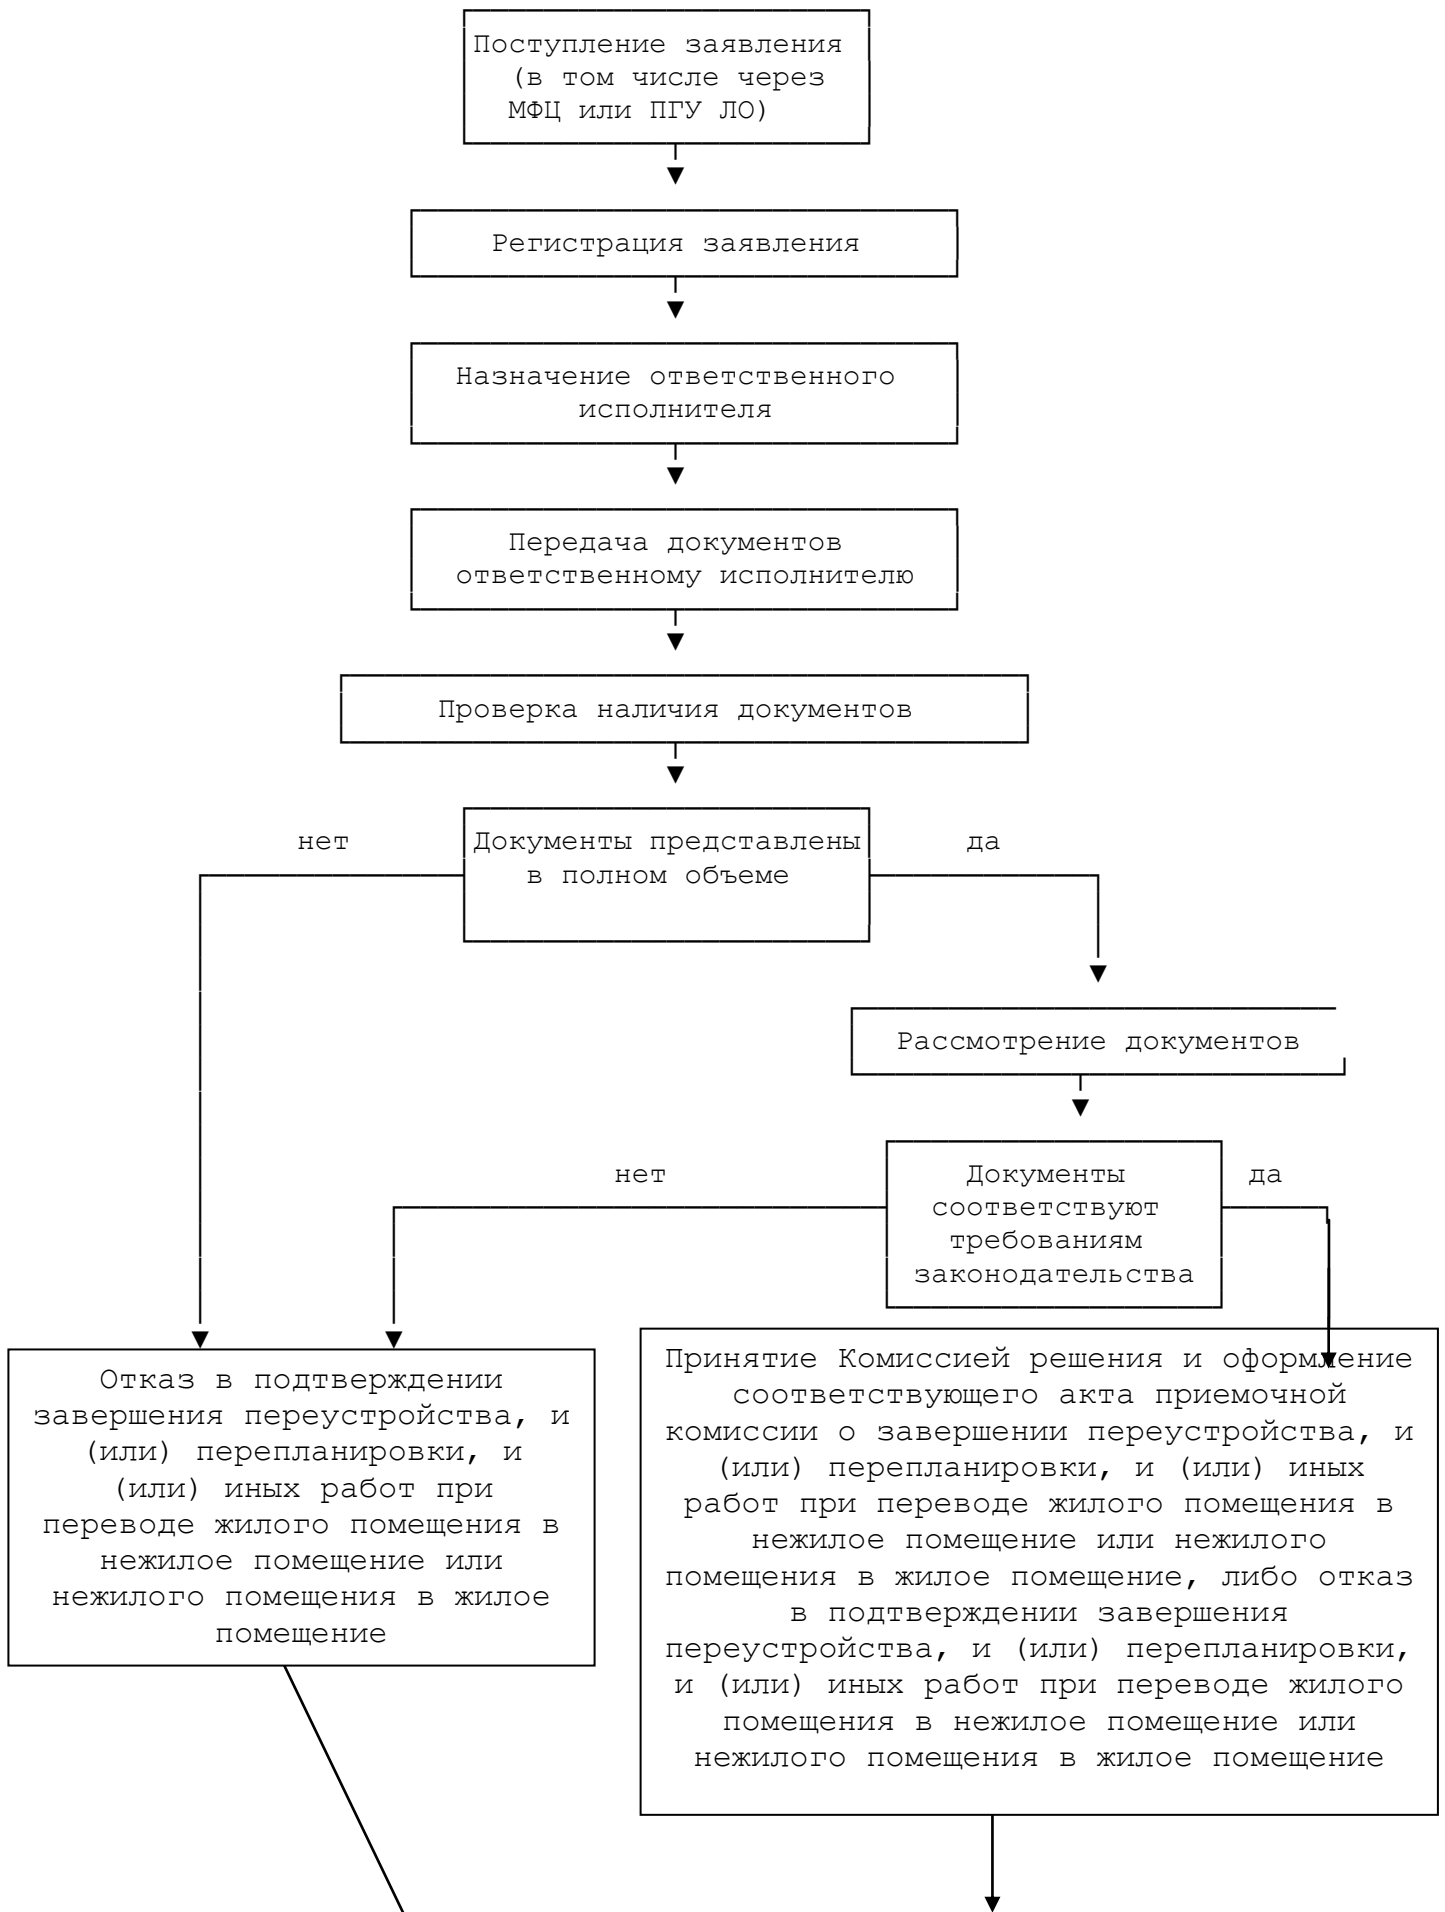 Поступление заявления
(в том числе через
МФЦ или ПГУ ЛО)
Регистрация заявления
Назначение ответственного
исполнителя
Передача документов
ответственному исполнителю
Проверка наличия документов
нет
Документы представлены
в полном объеме
да
Рассмотрение документов
нет
Документы
соответствуют
требованиям
законодательства
да
Отказ в подтверждении
завершения переустройства, и
(или) перепланировки, и
(или) иных работ при
переводе жилого помещения в
нежилое помещение или
нежилого помещения в жилое
помещение
Принятие Комиссией решения и оформление
соответствующего акта приемочной
комиссии о завершении переустройства, и
(или) перепланировки, и (или) иных
работ при переводе жилого помещения в
нежилое помещение или нежилого
помещения в жилое помещение, либо отказ
в подтверждении завершения
переустройства, и (или) перепланировки,
и (или) иных работ при переводе жилого
помещения в нежилое помещение или
нежилого помещения в жилое помещение